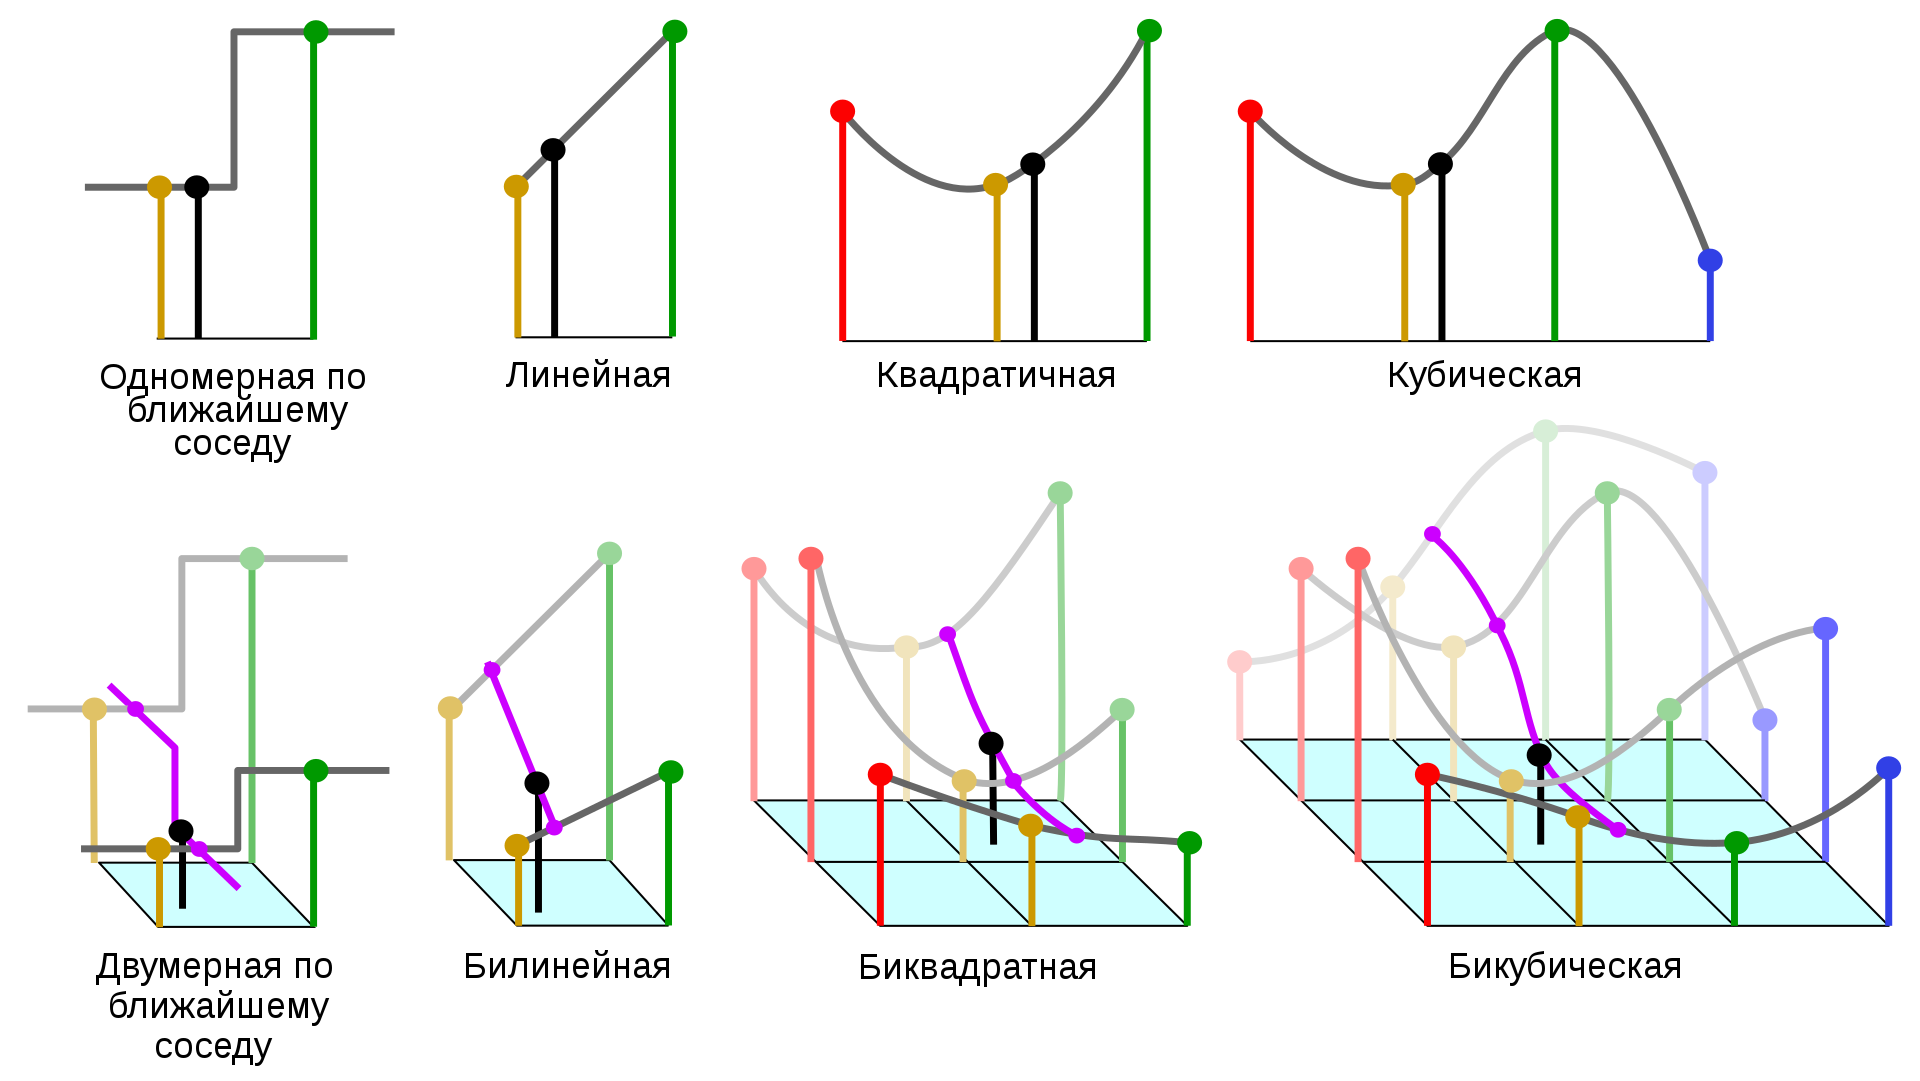 Одномерная по
ближайшему
соседу
Линейная
Квадратичная
Кубическая
Двумерная по
ближайшему
соседу
Билинейная
Биквадратная
Бикубическая